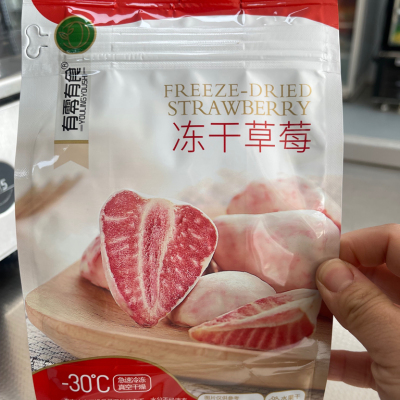 有零有食®
YOULINGYOUSHI
FREEZE-DRIED
STRAWBERRY
冻干草莓
-30℃
急速冷冻
真空干燥